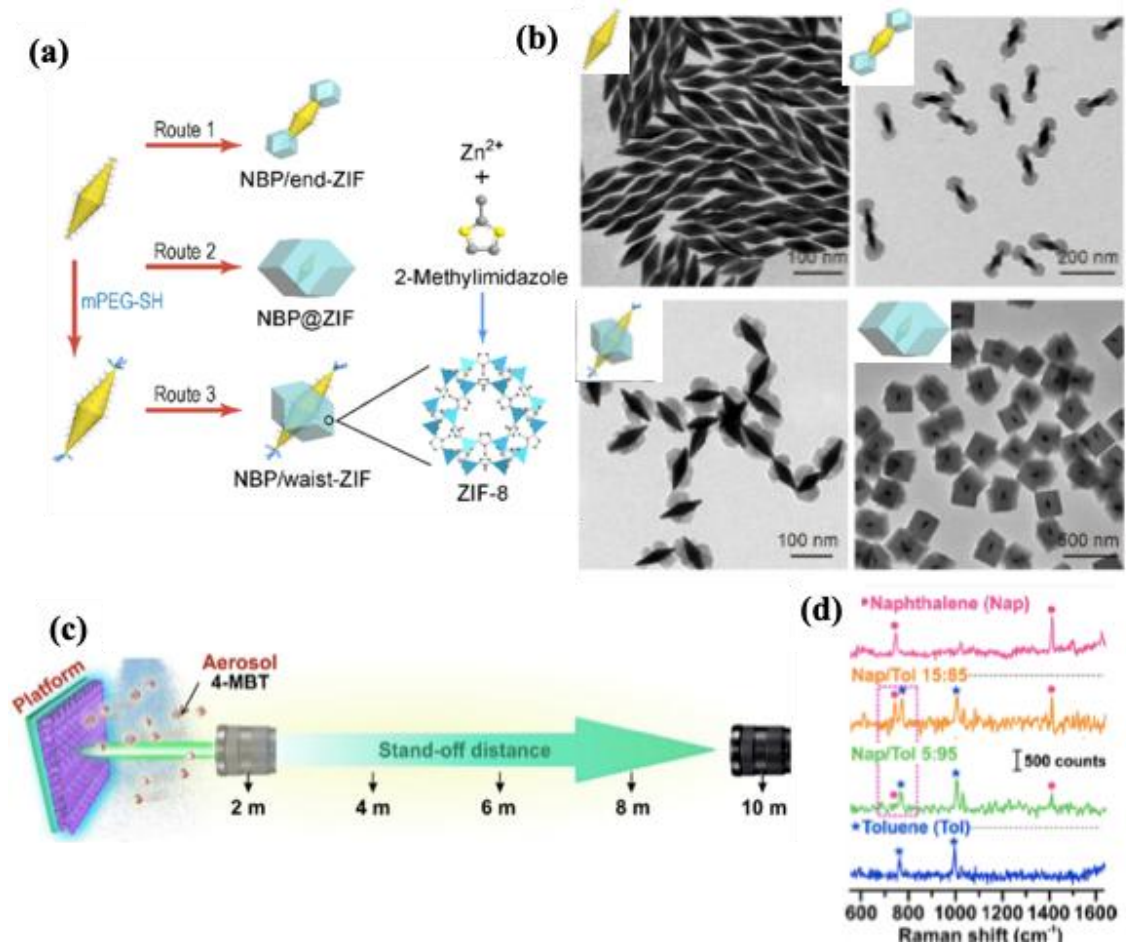 (a)
Route 1
NBP/end-ZIF
Route 2
NBP@ZIF
mPEG-SH
Route 3
NBP/waist-ZIF
Zn2+
+
2-Methylimidazole
ZIF-8
(b)
100 nm
200 nm
100 nm
500 nm
(c)
Platform
Aerosol
4-MBT
Stand-off distance
2 m
4 m
6 m
8 m
10 m
(d)
Naphthalene (Nap)
Nap/Tol 15:85
Nap/Tol 5:95
500 counts
Toluene (Tol)
600 800 1000 1200 1400 1600
Raman shift (cm-1)